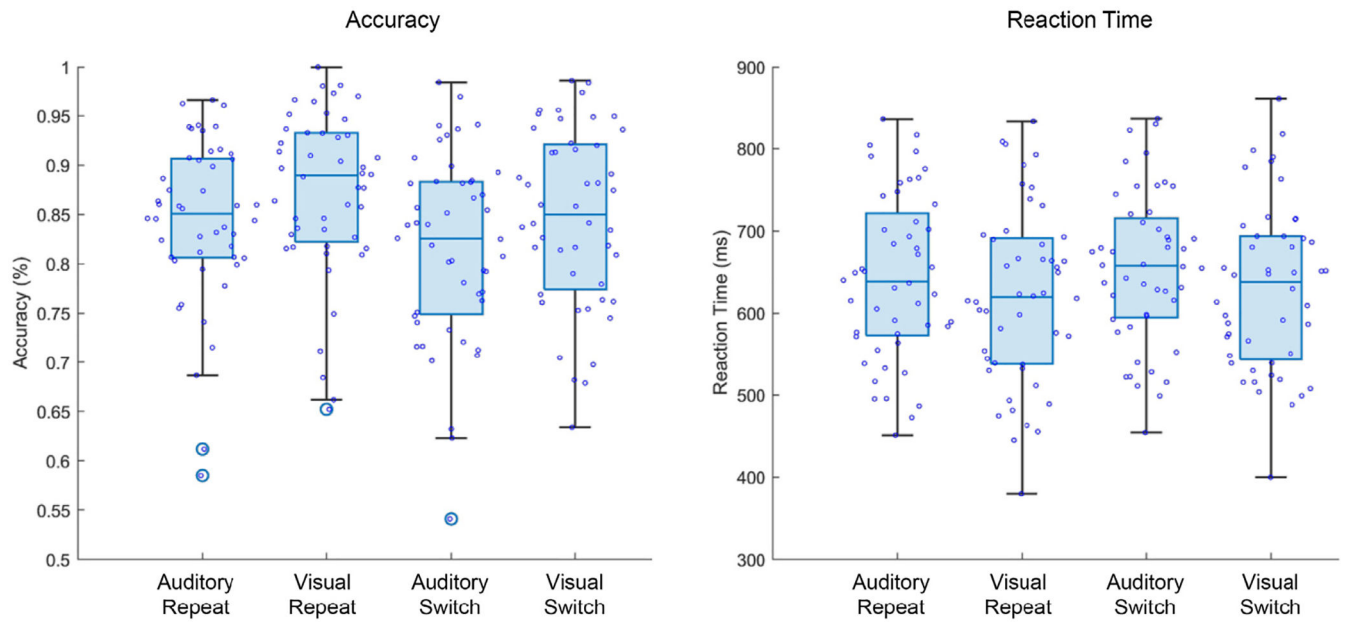 Accuracy
Accuracy (%)
1
0.95
0.9
0.85
0.8
0.75
0.7
0.65
0.6
0.55
0.5
Auditory Repeat
Visual Repeat
Auditory Switch
Visual Switch
Reaction Time
Reaction Time (ms)
900
800
700
600
500
400
300
Auditory Repeat
Visual Repeat
Auditory Switch
Visual Switch